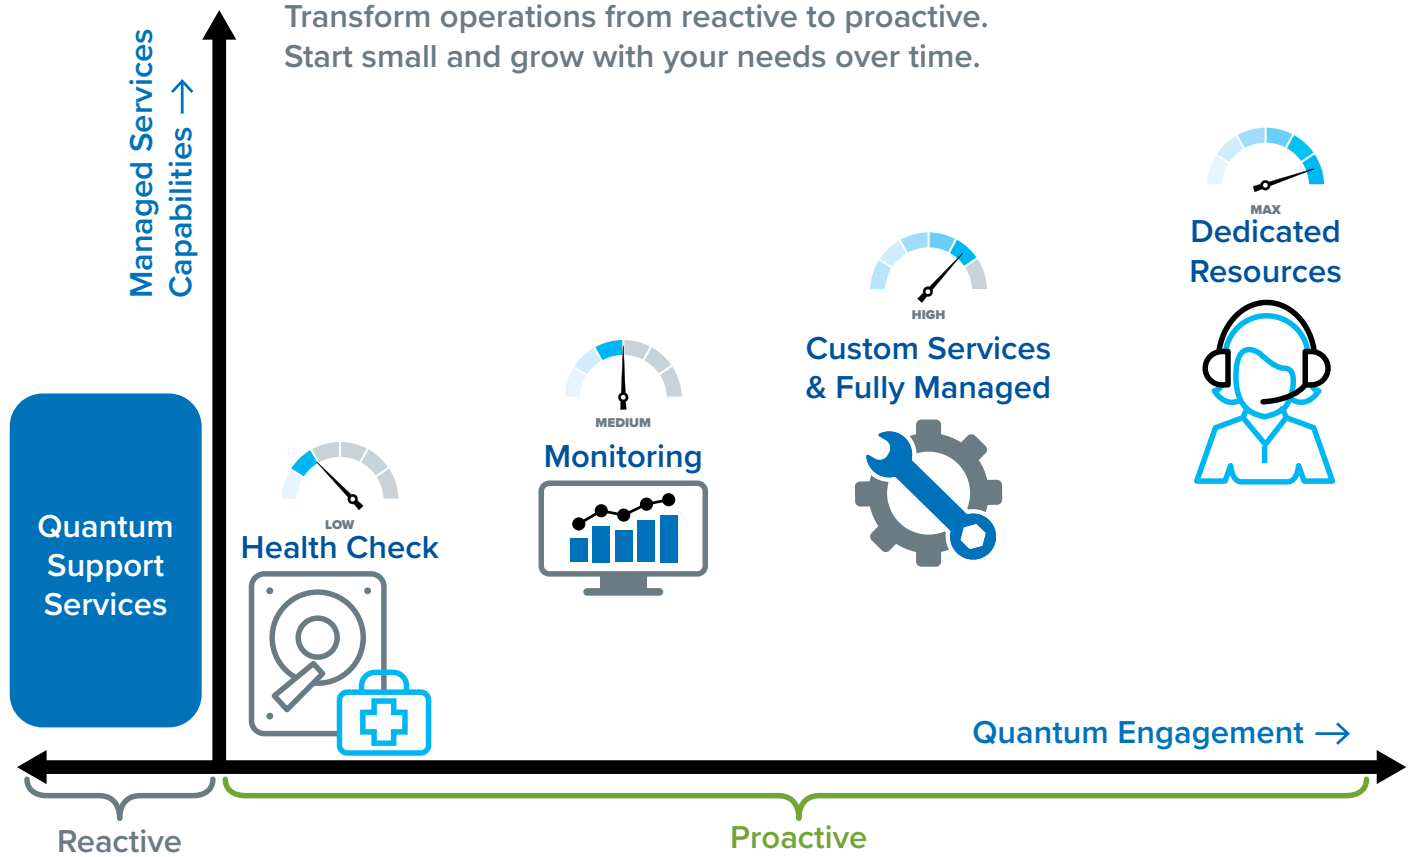 Transform operations from reactive to proactive.
Start small and grow with your needs over time.
Managed Services
Capabilities →
MAX
Dedicated
Resources
HIGH
Custom Services
& Fully Managed
MEDIUM
Monitoring
LOW
Health Check
Quantum
Support
Services
Quantum Engagement →
Reactive
Proactive